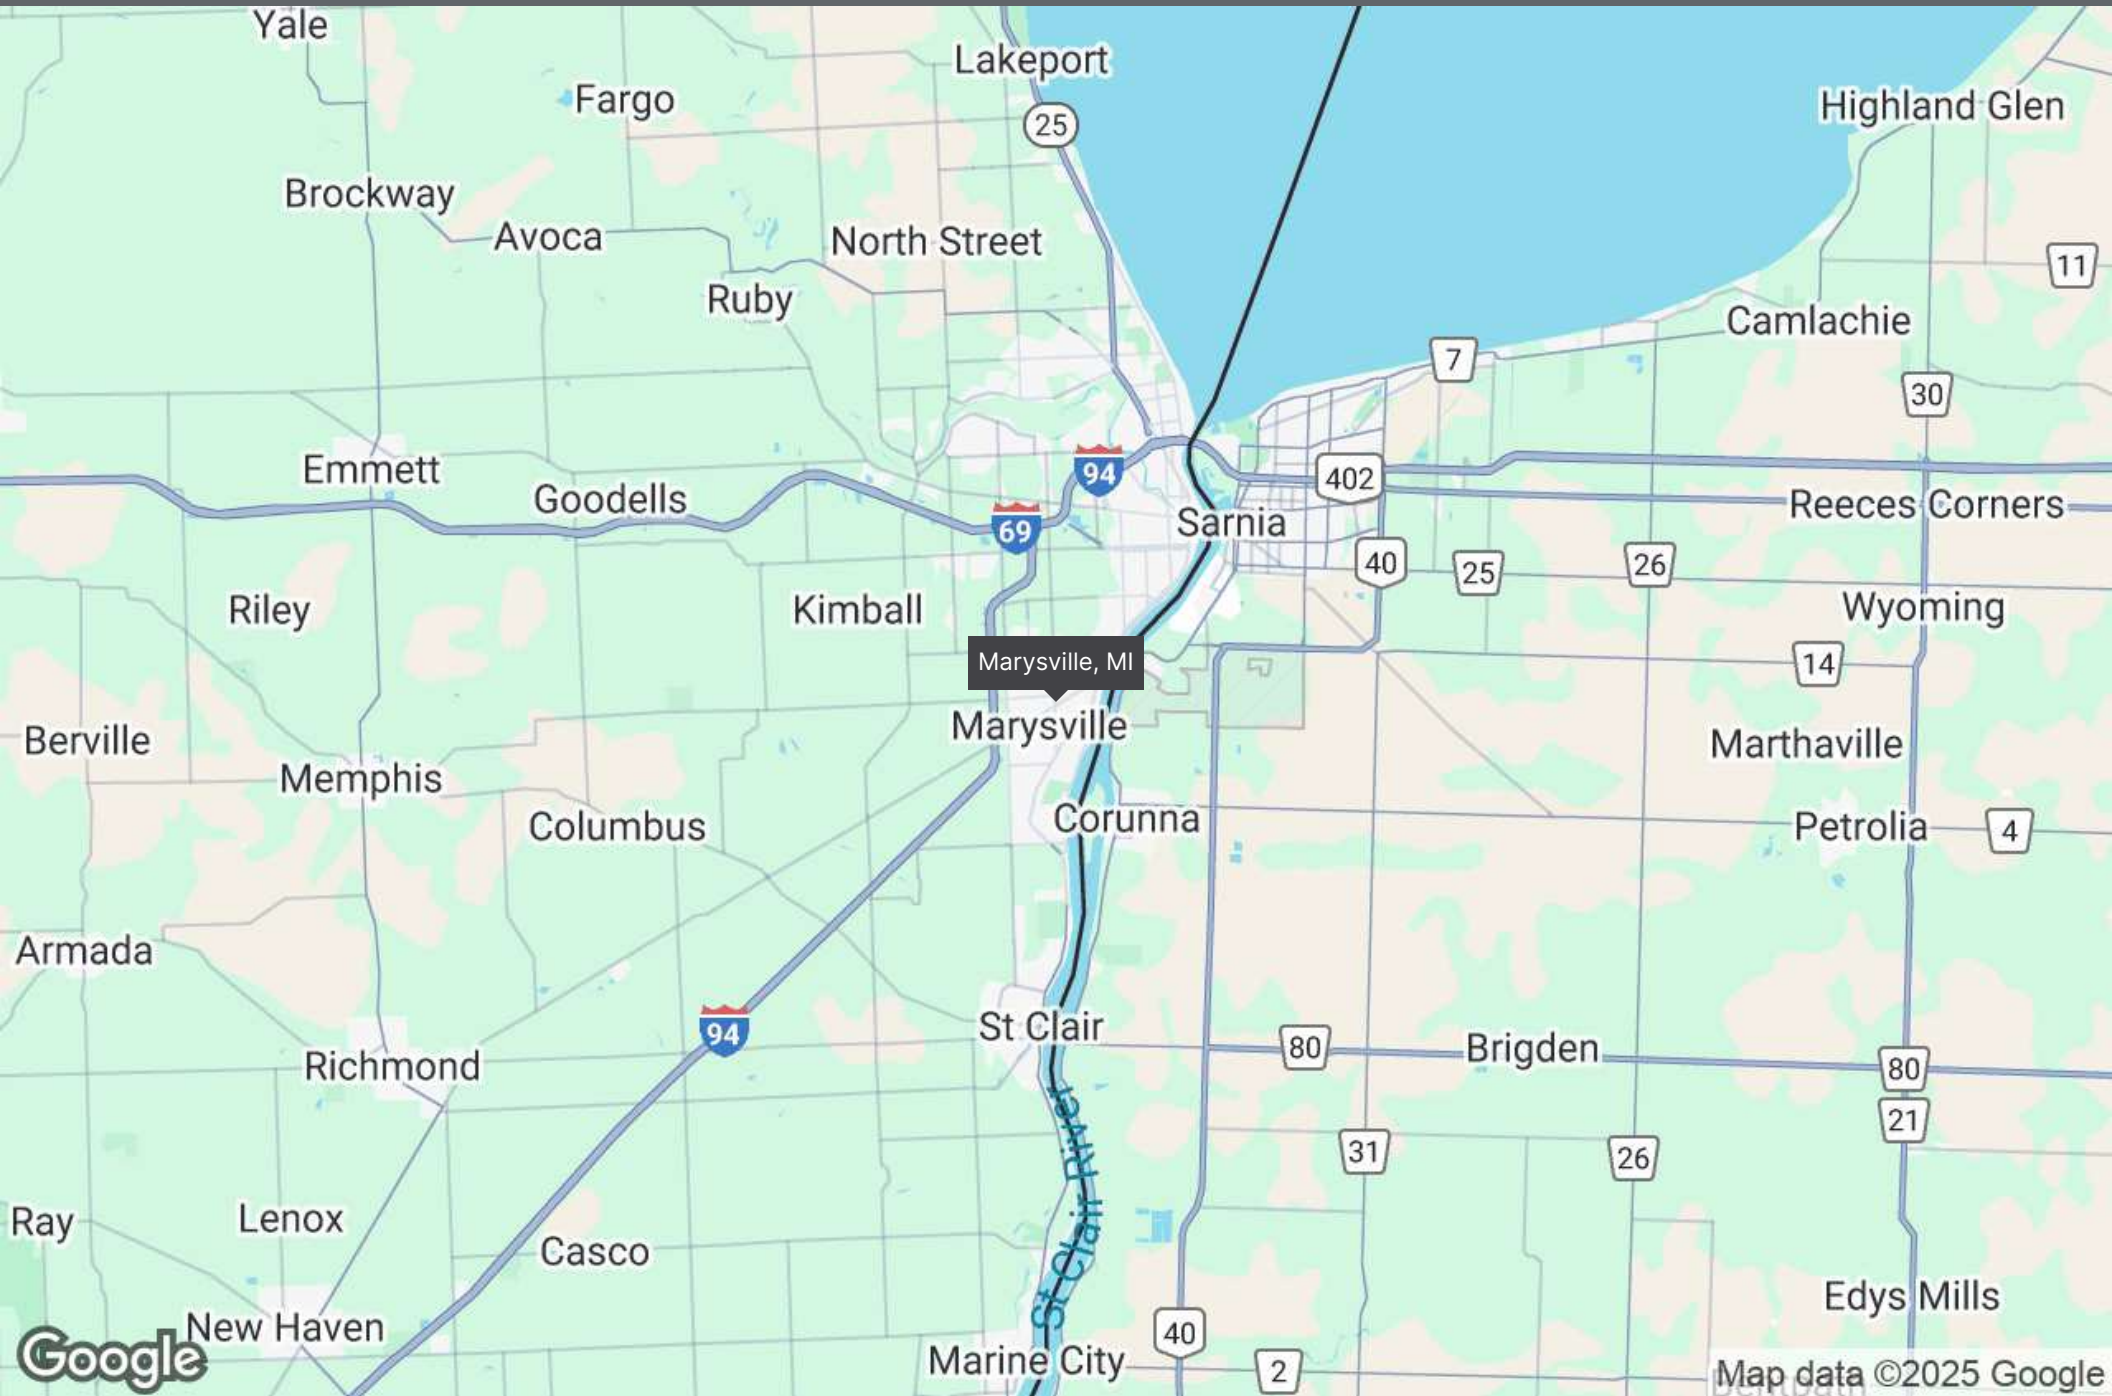 Yale
Lakeport
Fargo
Highland Glen
25
Brockway
Avoca
North Street
11
Ruby
Camlachie
7
30
Emmett
94
402
Goodells
Reeces Corners
69
Sarnia
40
25
26
Riley
Kimball
Wyoming
Marysville, MI
14
Marysville
Berville
Marthaville
Memphis
Columbus
Corunna
Petrolia
4
Armada
94
St Clair
80
Brigden
Richmond
80
21
St Clair River
31
26
Ray
Lenox
Casco
Edys Mills
New Haven
40
Google
Marine City
2
Map data ©2025 Google